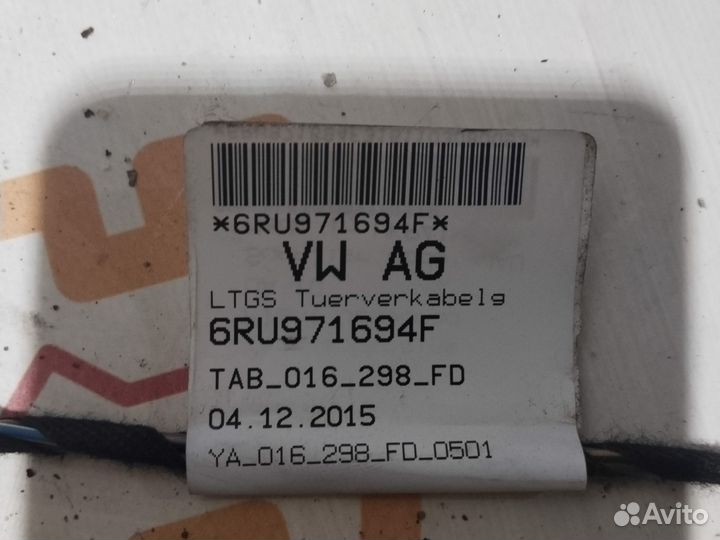 *6RU971694F*
VW AG
LTGS Tuerverkabelg
6RU971694F
TAB_016_298_FD
04.12.2015
YA_016_298_FD_0501
Avito